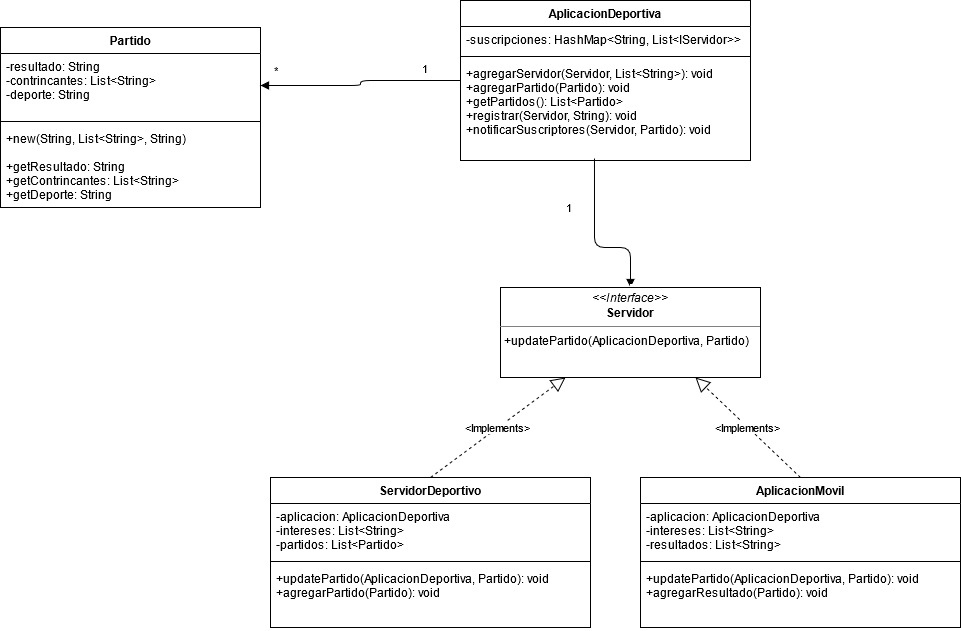 AplicacionDeportiva
-suscripciones: HashMap<String, List<IServidor>>
+agregarServidor(Servidor, List<String>): void
+agregarPartido(Partido): void
+getPartidos(): List<Partido>
+registrar(Servidor, String): void
+notificarSuscriptores(Servidor, Partido): void
Partido
-resultado: String
-contrincantes: List<String>
-deporte: String
+new(String, List<String>, String)
+getResultado: String
+getContrincantes: List<String>
+getDeporte: String
*
1
1
<<Interface>>
Servidor
+updatePartido(AplicacionDeportiva, Partido)
<Implements>
<Implements>
ServidorDeportivo
-aplicacion: AplicacionDeportiva
-intereses: List<String>
-partidos: List<Partido>
+updatePartido(AplicacionDeportiva, Partido): void
+agregarPartido(Partido): void
AplicacionMovil
-aplicacion: AplicacionDeportiva
-intereses: List<String>
-resultados: List<String>
+updatePartido(AplicacionDeportiva, Partido): void
+agregarResultado(Partido): void